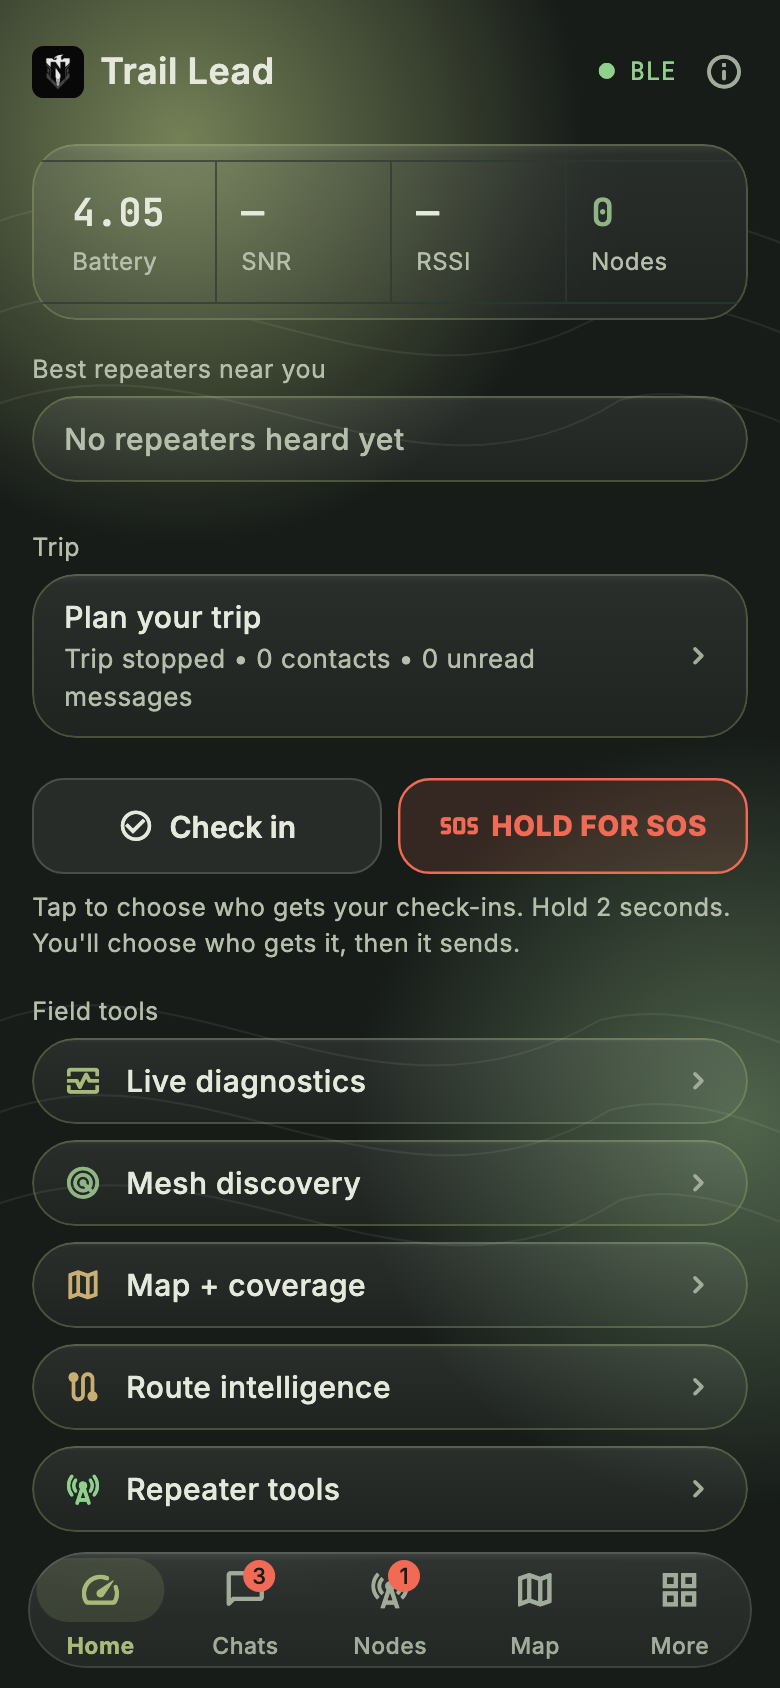 Trail Lead
BLE
4.05
–
–
0
Battery
SNR
RSSI
Nodes
Best repeaters near you
No repeaters heard yet
Trip
Plan your trip
Trip stopped • 0 contacts • 0 unread
messages
Check in
SOS HOLD FOR SOS
Tap to choose who gets your check-ins. Hold 2 seconds.
You'll choose who gets it, then it sends.
Field tools
Live diagnostics
Mesh discovery
Map + coverage
Route intelligence
Repeater tools
3
1
Home
Chats
Nodes
Map
More